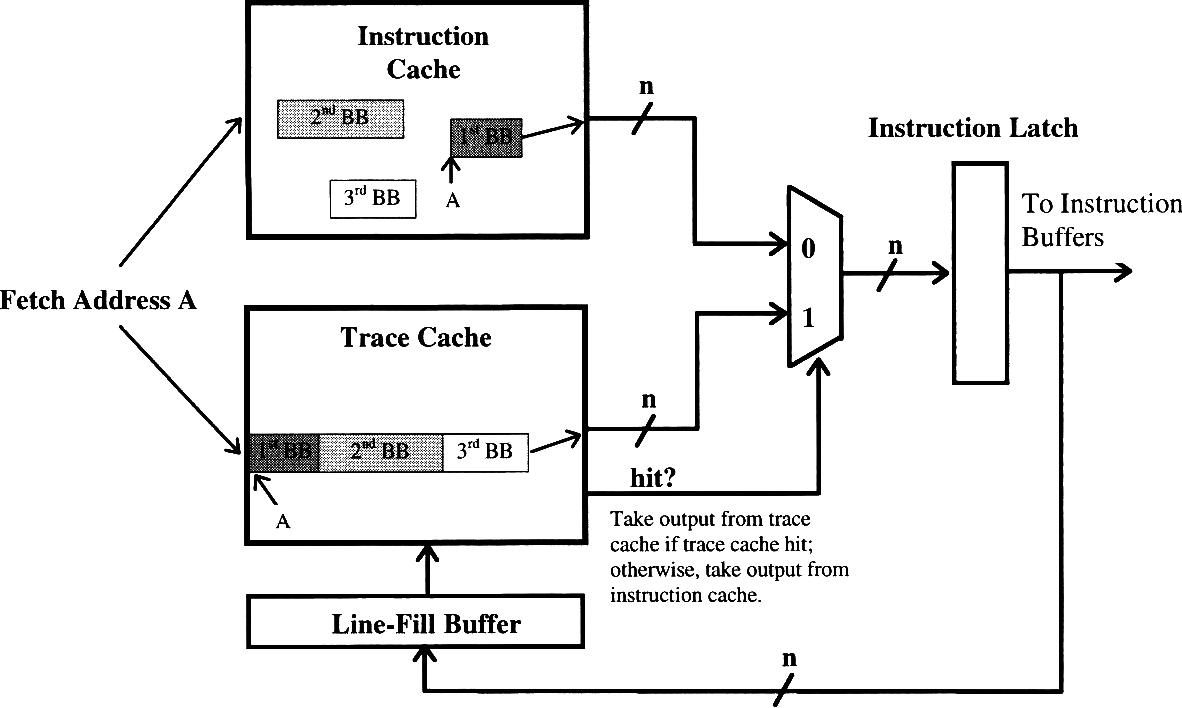 Instruction
Cache
2nd BB
1st BB
3rd BB
A
n
Instruction Latch
To Instruction
Buffers
0
n
1
Fetch Address A
Trace Cache
1st BB
2nd BB
3rd BB
A
n
hit?
Take output from trace
cache if trace cache hit;
otherwise, take output from
instruction cache.
Line-Fill Buffer
n